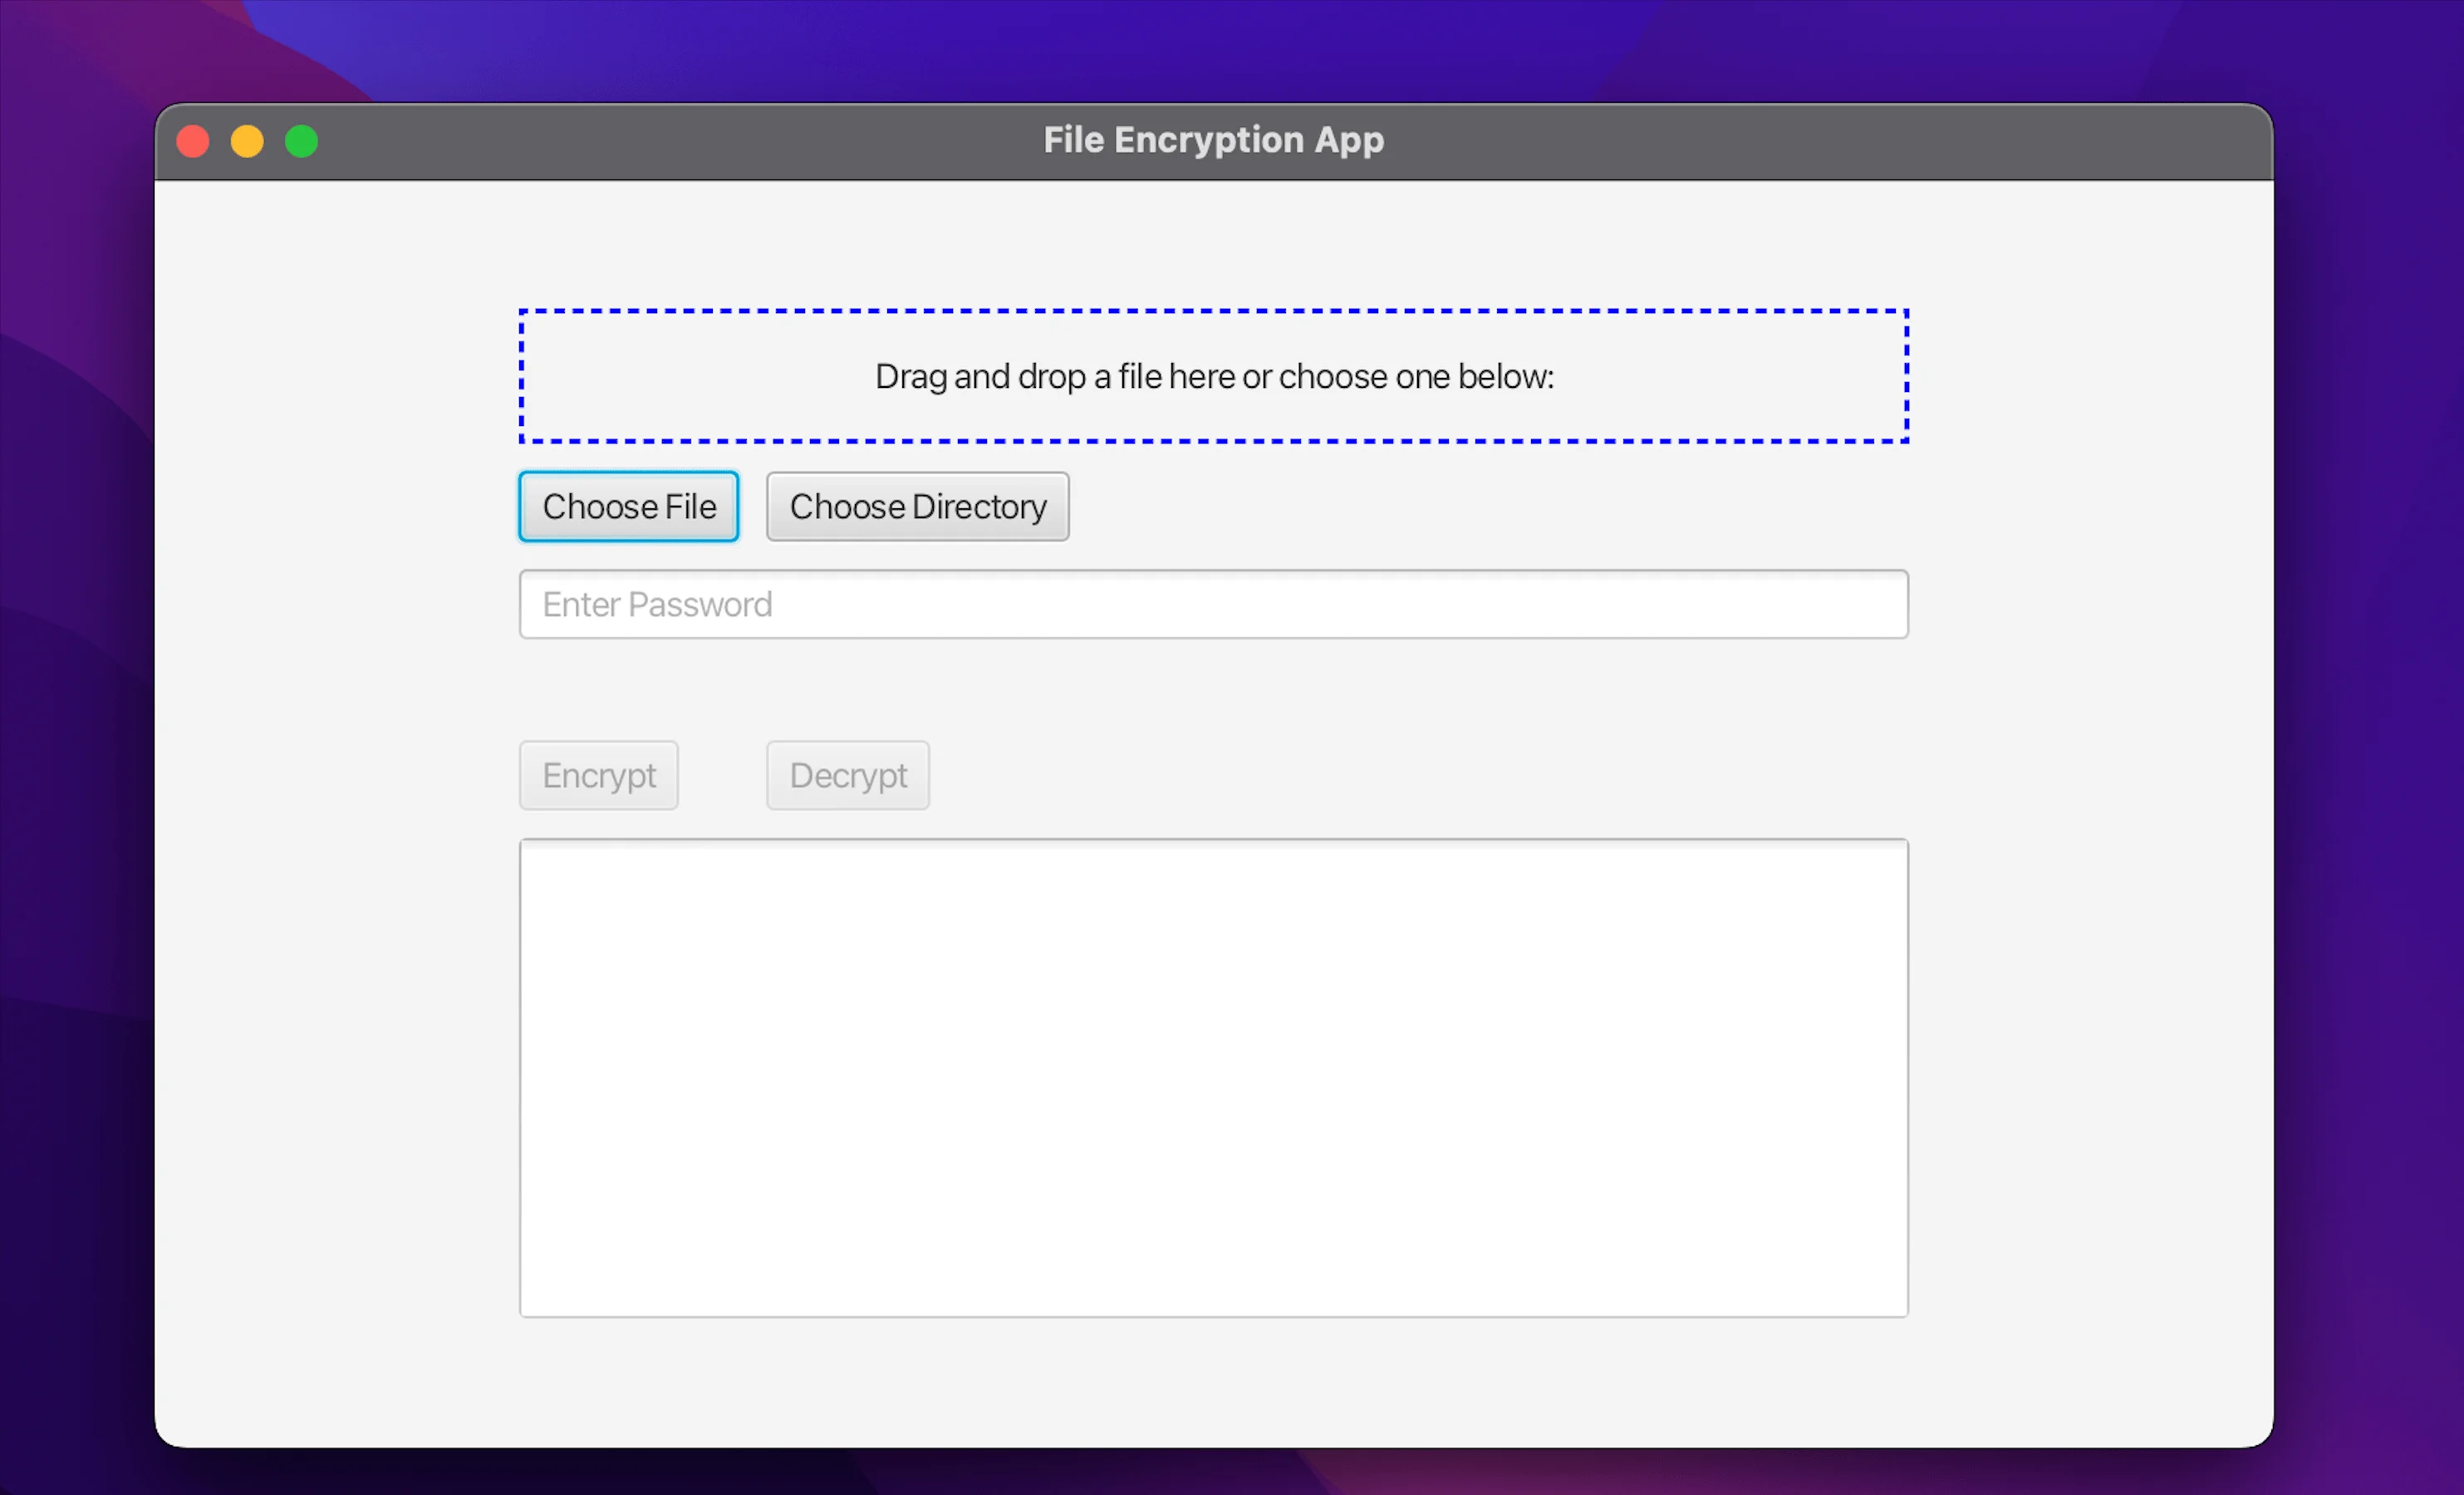 File Encryption App
Drag and drop a file here or choose one below:
Choose File Choose Directory
Enter Password
Encrypt Decrypt